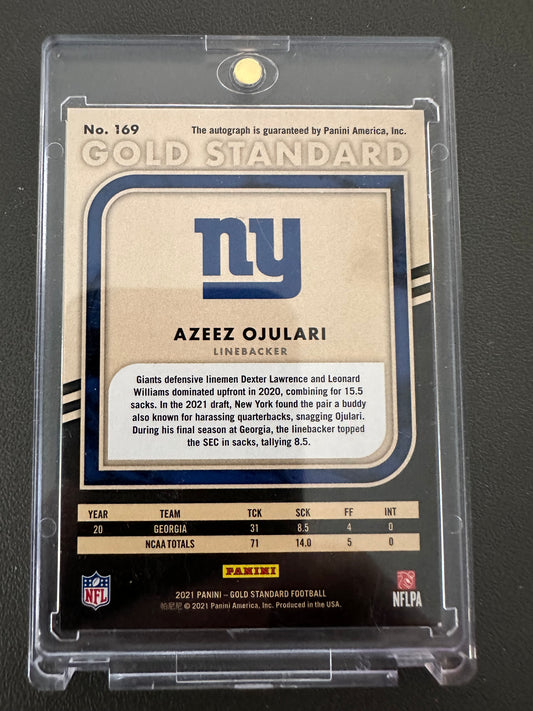 No. 169
The autograph is guaranteed by Panini America, Inc.
GOLD STANDARD
ny
AZEEZ OJULARI
LINEBACKER
Giants defensive linemen Dexter Lawrence and Leonard
Williams dominated upfront in 2020, combining for 15.5
sacks. In the 2021 draft, New York found the pair a buddy
also known for harassing quarterbacks, snagging Ojulari.
During his final season at Georgia, the linebacker topped
the SEC in sacks, tallying 8.5.
YEAR TEAM TCK SCK FF INT
20 GEORGIA 31 8.5 4 0
NCAA TOTALS 71 14.0 5 0
PANINI
NFL
NFLPA
2021 PANINI – GOLD STANDARD FOOTBALL
帕尼尼 © 2021 Panini America, Inc. Produced in the USA.